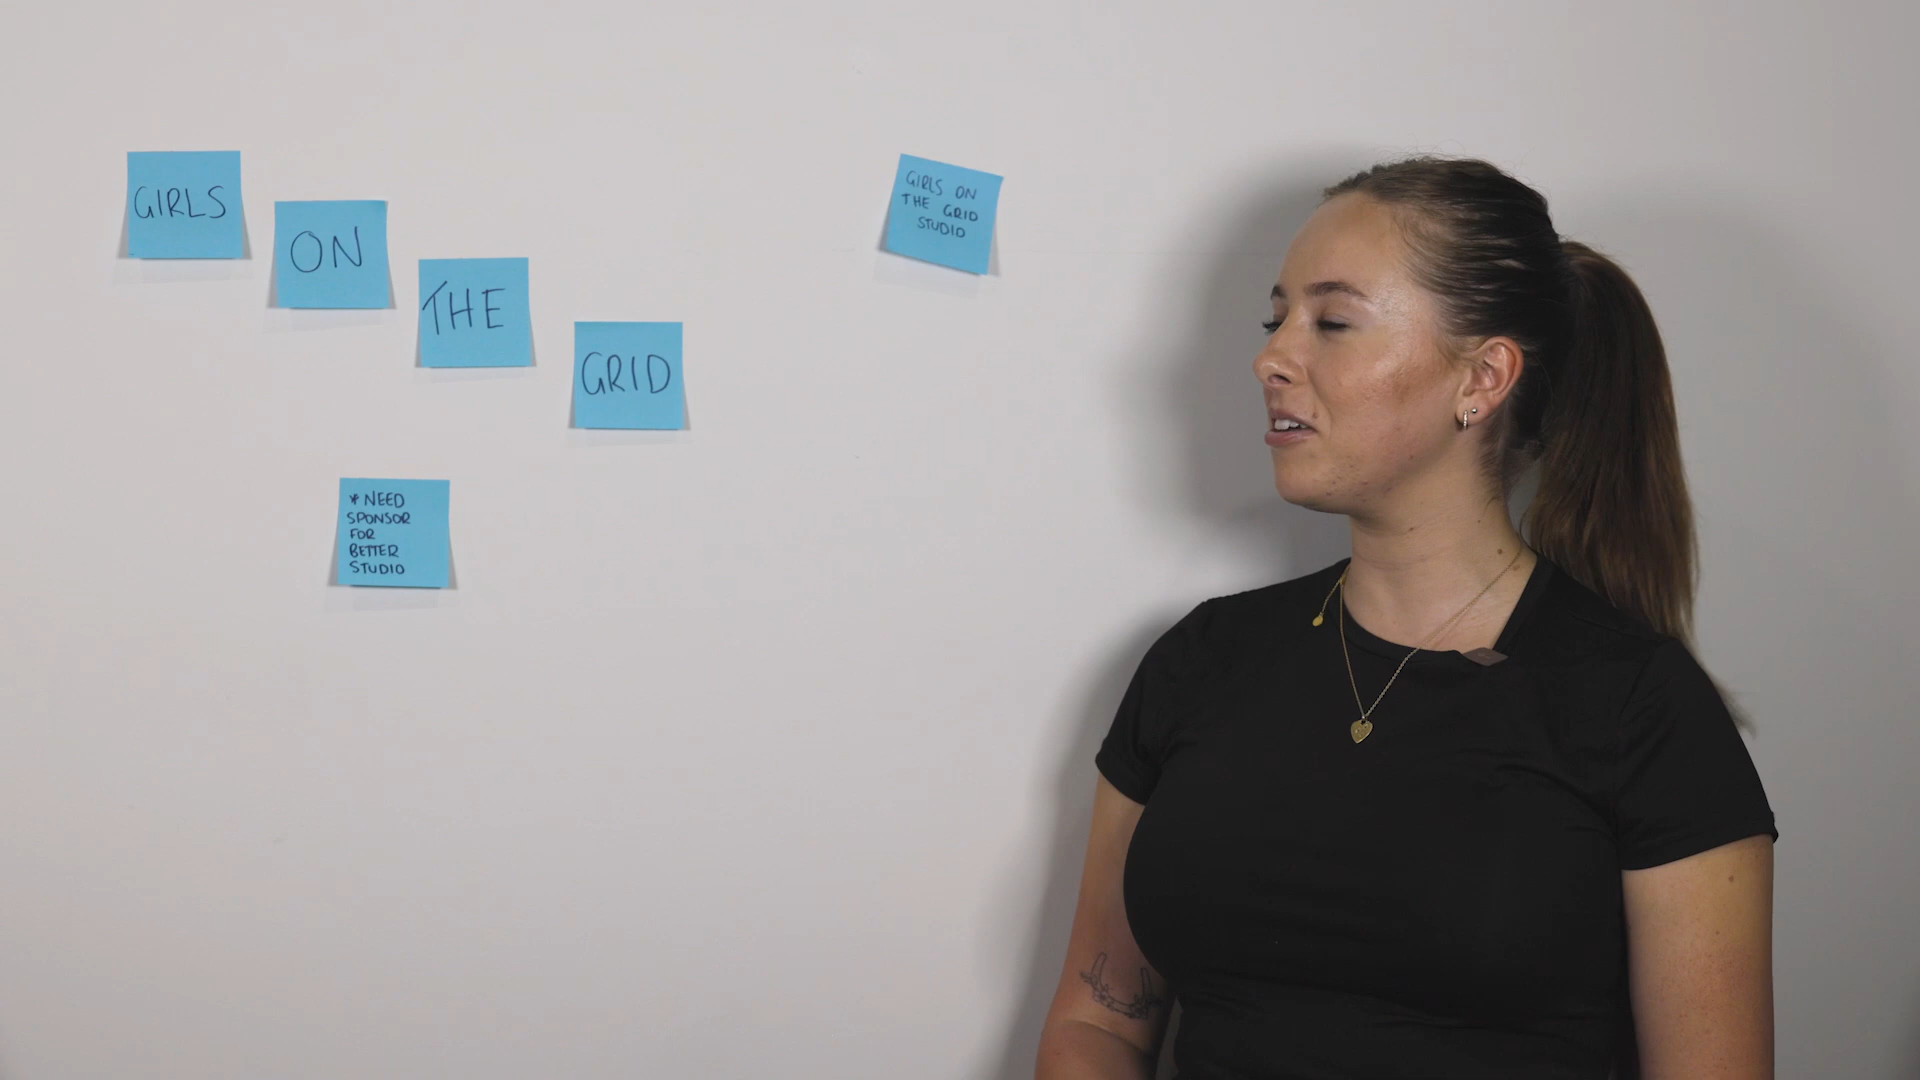 GIRLS
ON
THE
GRID
GIRLS ON
THE GRID
STUDIO
* NEED
SPONSOR
FOR
BETTER
STUDIO